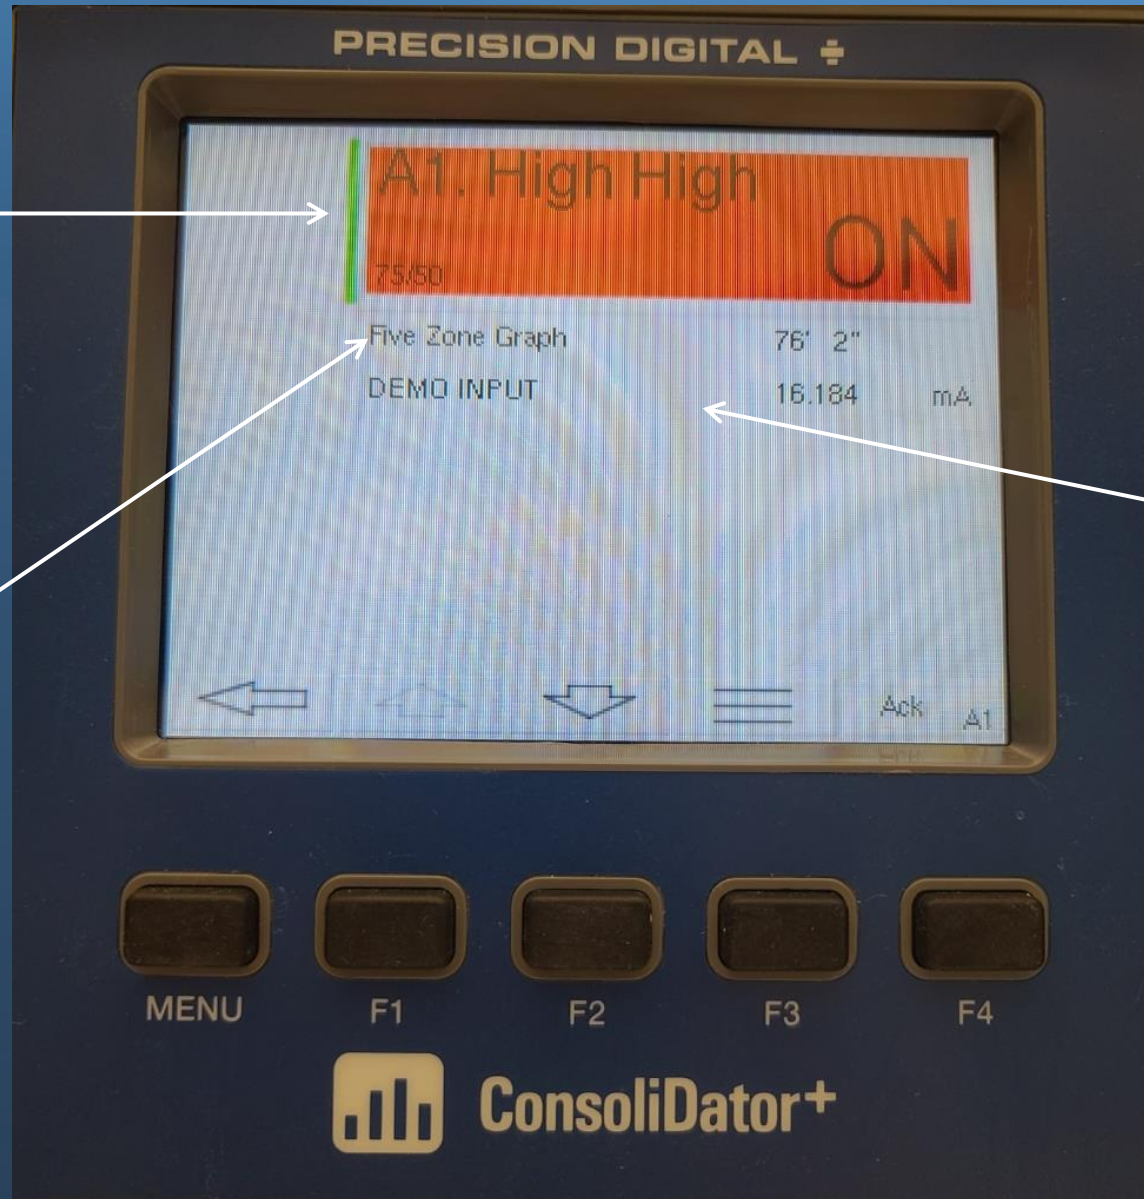 PRECISION DIGITAL
A1. High High
ON
75/60
Five Zone Graph 76' 2"
DEMO INPUT 16.184 mA
Ack A1
MENU F1 F2 F3 F4
ConsoliDator+